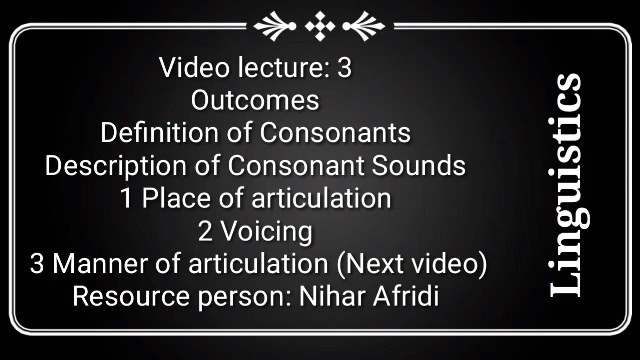 Video lecture: 3
Outcomes
Definition of Consonants
Description of Consonant Sounds
1 Place of articulation
2 Voicing
3 Manner of articulation (Next video)
Resource person: Nihar Afridi
Linguistics